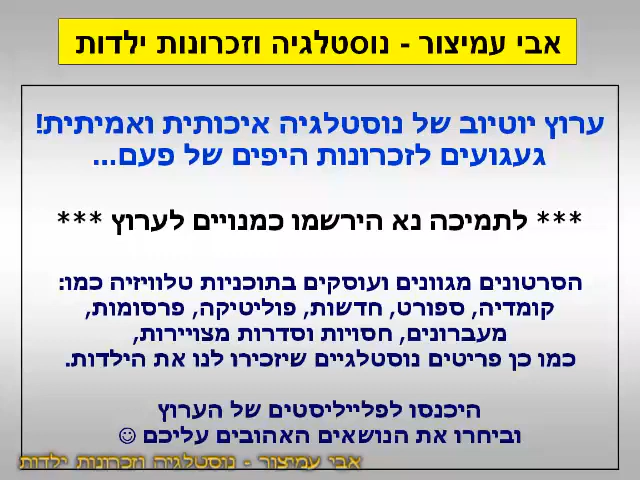 אבי עמיצור - נוסטלגיה וזכרונות ילדות
ערוץ יוטיוב של נוסטלגיה איכותית ואמיתית!
געגועים לזכרונות היפים של פעם...
*** לתמיכה נא הירשמו כמנויים לערוץ ***
הסרטונים מגוונים ועוסקים בתוכניות טלוויזיה כמו:
קומדיה, ספורט, חדשות, פוליטיקה, פרסומות,
מעברונים, חסויות וסדרות מצויירות,
כמו כן פריטים נוסטלגיים שיזכירו לנו את הילדות.
היכנסו לפלייליסטים של הערוץ
וביחרו את הנושאים האהובים עליכם ☺
אבי עמיצור - נוסטלגיה וזכרונות ילדות